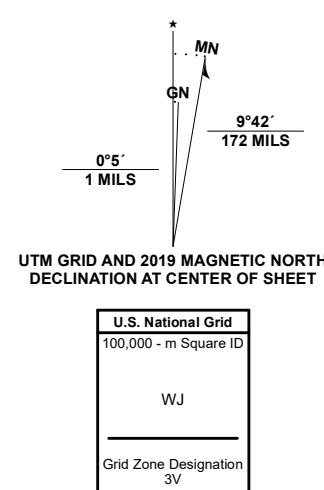 ★
MN
GN
9°42´
172 MILS
0°5´
1 MILS
UTM GRID AND 2019 MAGNETIC NORTH
DECLINATION AT CENTER OF SHEET
U.S. National Grid
100,000 - m Square ID
WJ
Grid Zone Designation
3V